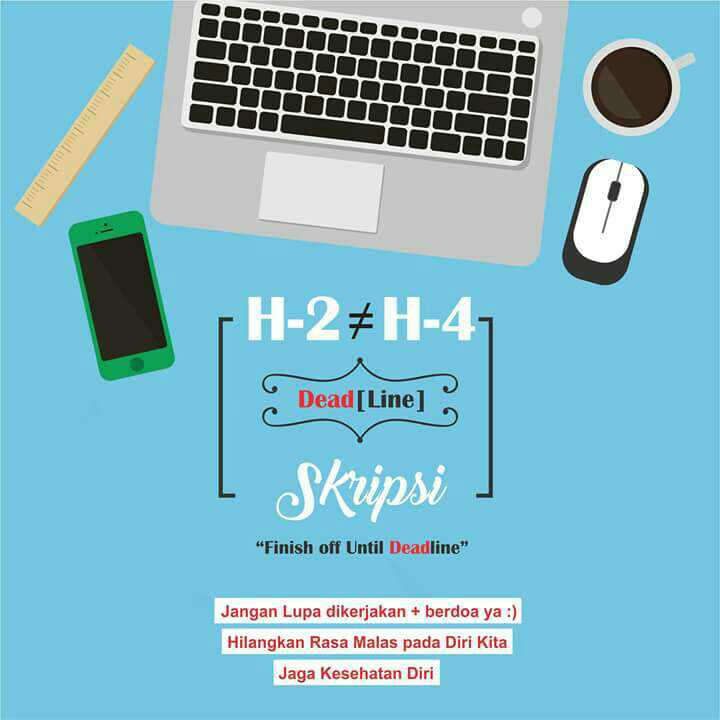 H-2 ≠ H-4
Dead[Line]
Skripsi
“Finish off Until Deadline”
Jangan Lupa dikerjakan + berdoa ya :)
Hilangkan Rasa Malas pada Diri Kita
Jaga Kesehatan Diri